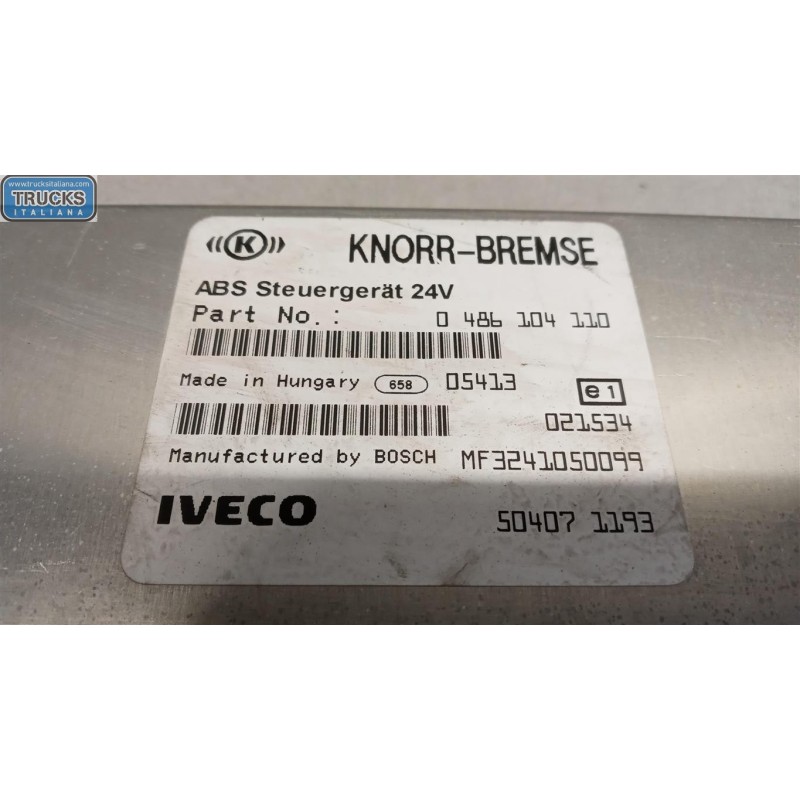 www.trucksitaliana.com
TRUCKS
ITALIANA
K KNORR-BREMSE
ABS Steuergerät 24V
Part No.: 0 486 104 110
Made in Hungary 658 05413 e1
021534
Manufactured by BOSCH MF3241050099
IVECO 50407 1193